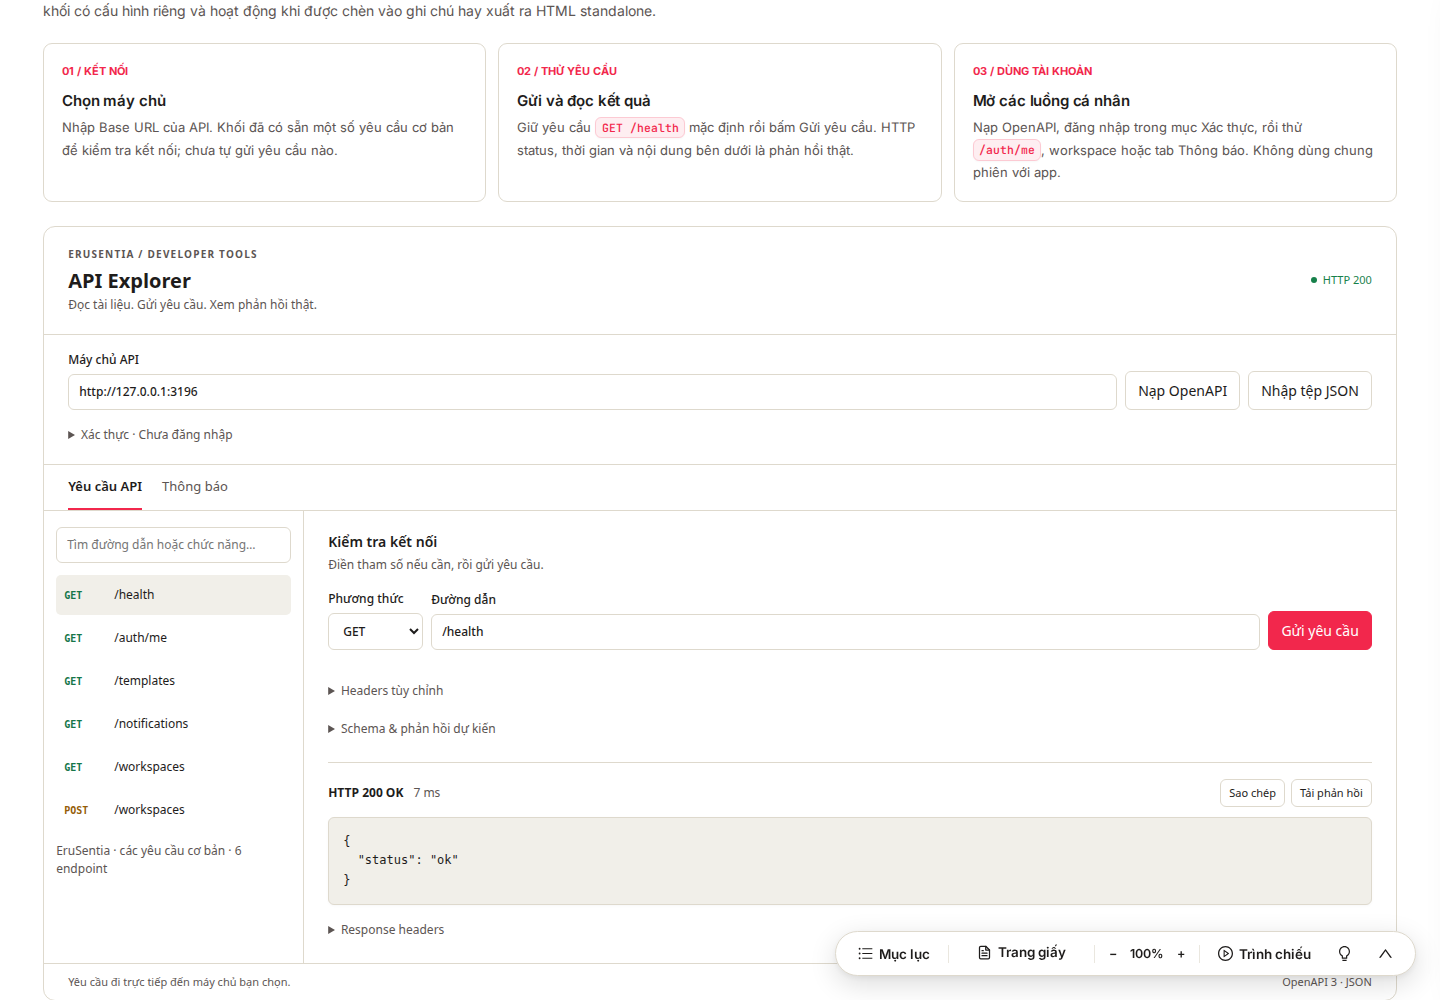 khối có cấu hình riêng và hoạt động khi được chèn vào ghi chú hay xuất ra HTML standalone.
01 / KẾT NỐI
Chọn máy chủ
Nhập Base URL của API. Khối đã có sẵn một số yêu cầu cơ bản
để kiểm tra kết nối; chưa tự gửi yêu cầu nào.
02 / THỬ YÊU CẦU
Gửi và đọc kết quả
Giữ yêu cầu GET /health mặc định rồi bấm Gửi yêu cầu. HTTP
status, thời gian và nội dung bên dưới là phản hồi thật.
03 / DÙNG TÀI KHOẢN
Mở các luồng cá nhân
Nạp OpenAPI, đăng nhập trong mục Xác thực, rồi thử
/auth/me, workspace hoặc tab Thông báo. Không dùng chung
phiên với app.
ERUSENTIA / DEVELOPER TOOLS
API Explorer
Đọc tài liệu. Gửi yêu cầu. Xem phản hồi thật.
HTTP 200
Máy chủ API
http://127.0.0.1:3196
Nạp OpenAPI
Nhập tệp JSON
Xác thực · Chưa đăng nhập
Yêu cầu API
Thông báo
Tìm đường dẫn hoặc chức năng...
GET /health
GET /auth/me
GET /templates
GET /notifications
GET /workspaces
POST /workspaces
EruSentia · các yêu cầu cơ bản · 6
endpoint
Kiểm tra kết nối
Điền tham số nếu cần, rồi gửi yêu cầu.
Phương thức
Đường dẫn
GET
/health
Gửi yêu cầu
Headers tùy chỉnh
Schema & phản hồi dự kiến
HTTP 200 OK 7 ms
Sao chép
Tải phản hồi
{
"status": "ok"
}
Response headers
Mục lục
Trang giấy
− 100% +
Trình chiếu
Yêu cầu đi trực tiếp đến máy chủ bạn chọn.
OpenAPI 3 · JSON